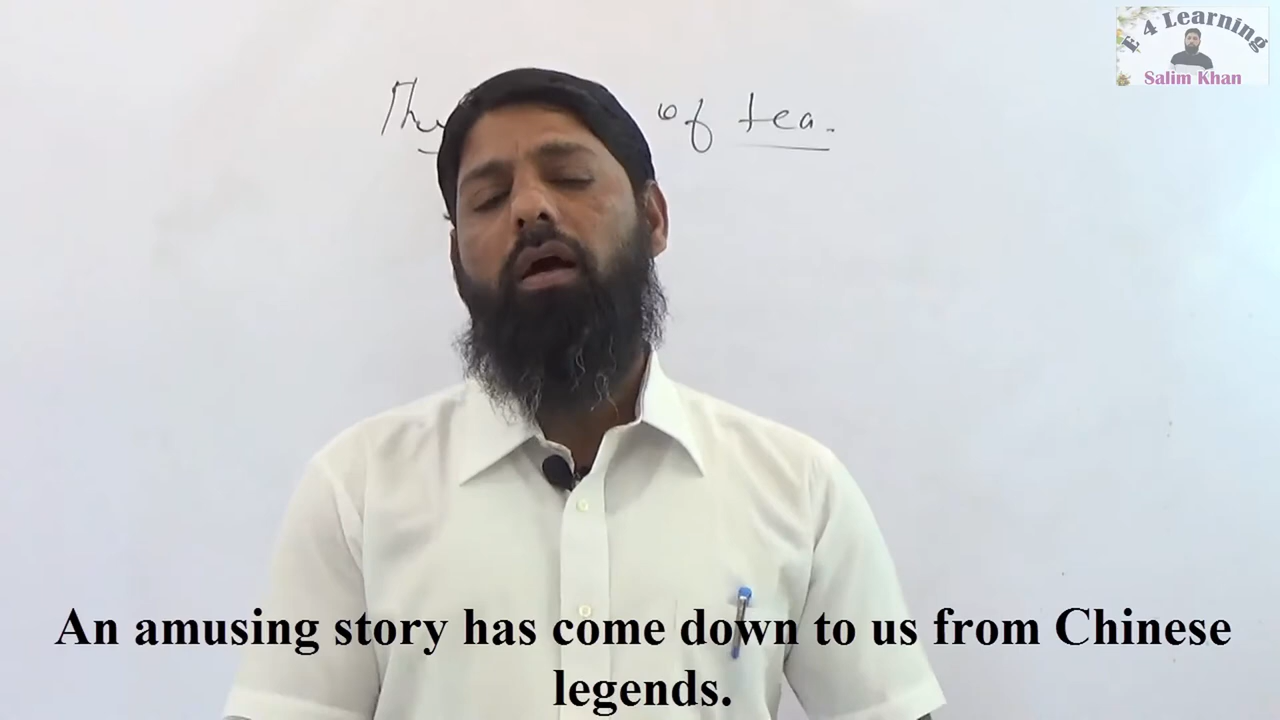 E 4 Learning
Salim Khan
of tea.
An amusing story has come down to us from Chinese
legends.